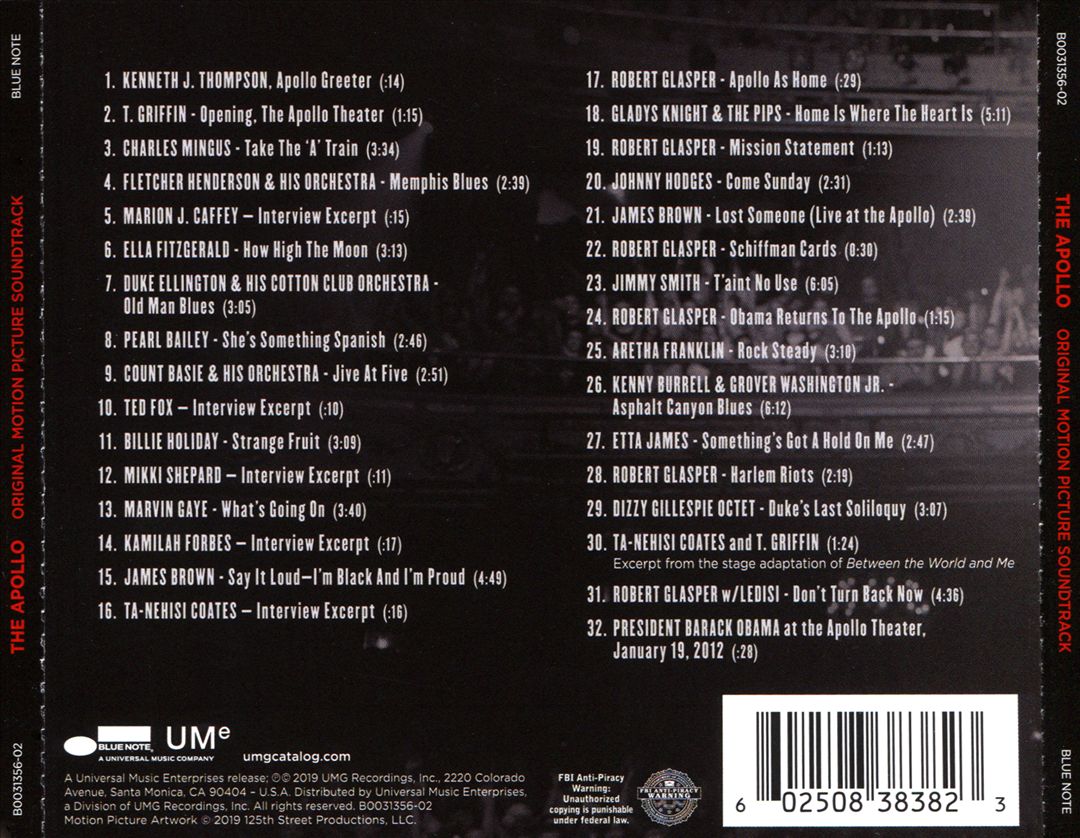 BLUE NOTE
THE APOLLO ORIGINAL MOTION PICTURE SOUNDTRACK
B0031356-02
1. KENNETH J. THOMPSON, Apollo Greeter (:14)
2. T. GRIFFIN - Opening, The Apollo Theater (1:15)
3. CHARLES MINGUS - Take The ‘A’ Train (3:34)
4. FLETCHER HENDERSON & HIS ORCHESTRA - Memphis Blues (2:39)
5. MARION J. CAFFEY – Interview Excerpt (:15)
6. ELLA FITZGERALD - How High The Moon (3:13)
7. DUKE ELLINGTON & HIS COTTON CLUB ORCHESTRA -
Old Man Blues (3:05)
8. PEARL BAILEY - She's Something Spanish (2:46)
9. COUNT BASIE & HIS ORCHESTRA - Jive At Five (2:51)
10. TED FOX – Interview Excerpt (:10)
11. BILLIE HOLIDAY - Strange Fruit (3:09)
12. MIKKI SHEPARD – Interview Excerpt (:11)
13. MARVIN GAYE - What's Going On (3:40)
14. KAMILAH FORBES – Interview Excerpt (:17)
15. JAMES BROWN - Say It Loud–I'm Black And I'm Proud (4:49)
16. TA-NEHISI COATES – Interview Excerpt (:16)
17. ROBERT GLASPER - Apollo As Home (:29)
18. GLADYS KNIGHT & THE PIPS - Home Is Where The Heart Is (5:11)
19. ROBERT GLASPER - Mission Statement (1:13)
20. JOHNNY HODGES - Come Sunday (2:31)
21. JAMES BROWN - Lost Someone (Live at the Apollo) (2:39)
22. ROBERT GLASPER - Schiffman Cards (0:30)
23. JIMMY SMITH - T'aint No Use (6:05)
24. ROBERT GLASPER - Obama Returns To The Apollo (1:15)
25. ARETHA FRANKLIN - Rock Steady (3:10)
26. KENNY BURRELL & GROVER WASHINGTON JR. -
Asphalt Canyon Blues (6:12)
27. ETTA JAMES - Something's Got A Hold On Me (2:47)
28. ROBERT GLASPER - Harlem Riots (2:19)
29. DIZZY GILLESPIE OCTET - Duke's Last Soliloquy (3:07)
30. TA-NEHISI COATES and T. GRIFFIN (1:24)
Excerpt from the stage adaptation of Between the World and Me
31. ROBERT GLASPER w/LEDISI - Don't Turn Back Now (4:36)
32. PRESIDENT BARACK OBAMA at the Apollo Theater,
January 19, 2012 (:28)
BLUE NOTE
A UNIVERSAL MUSIC COMPANY
UMe
umgcatalog.com
A Universal Music Enterprises release; ℗© 2019 UMG Recordings, Inc., 2220 Colorado
Avenue, Santa Monica, CA 90404 – U.S.A. Distributed by Universal Music Enterprises,
a Division of UMG Recordings, Inc. All rights reserved. B0031356-02
Motion Picture Artwork © 2019 125th Street Productions, LLC.
FBI Anti-Piracy
Warning:
Unauthorized
copying is punishable
under federal law.
FBI ANTI-PIRACY
WARNING
6 02508 38382 3
B0031356-02
THE APOLLO ORIGINAL MOTION PICTURE SOUNDTRACK
BLUE NOTE